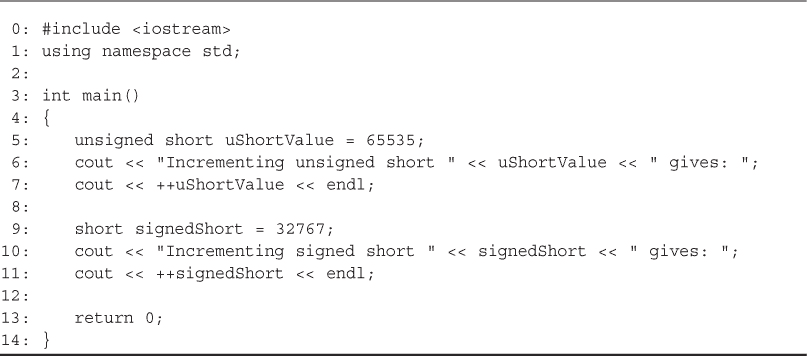 0: #include <iostream>
1: using namespace std;
2:
3: int main()
4: {
5:    unsigned short uShortValue = 65535;
6:    cout << "Incrementing unsigned short " << uShortValue << " gives: ";
7:    cout << ++uShortValue << endl;
8:
9:    short signedShort = 32767;
10:    cout << "Incrementing signed short " << signedShort << " gives: ";
11:    cout << ++signedShort << endl;
12:
13:    return 0;
14: }